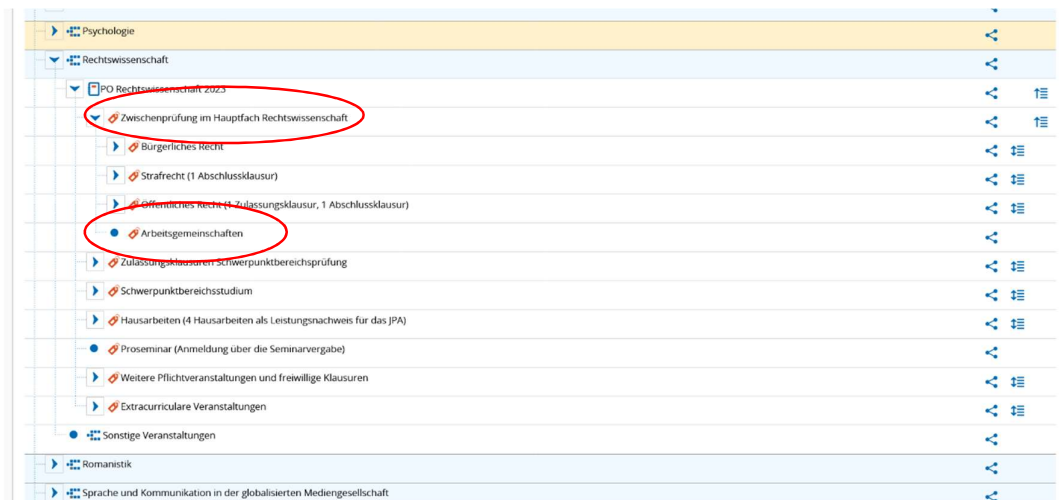 Psychologie
Rechtswissenschaft
PO Rechtswissenschaft 2023
Zwischenprüfung im Hauptfach Rechtswissenschaft
Bürgerliches Recht
Strafrecht (1 Abschlussklausur)
Öffentliches Recht (1 Zulassungsklausur, 1 Abschlussklausur)
Arbeitsgemeinschaften
Zulassungsklausuren Schwerpunktbereichsprüfung
Schwerpunktbereichsstudium
Hausarbeiten (4 Hausarbeiten als Leistungsnachweis für das JPA)
Proseminar (Anmeldung über die Seminarvergabe)
Weitere Pflichtveranstaltungen und freiwillige Klausuren
Extracurriculare Veranstaltungen
Sonstige Veranstaltungen
Romanistik
Sprache und Kommunikation in der globalisierten Mediengesellschaft